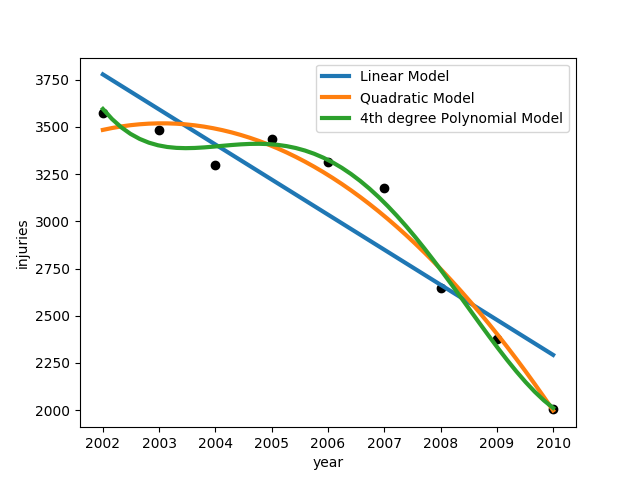 Linear Model
Quadratic Model
4th degree Polynomial Model
3750
3500
3250
3000
2750
2500
2250
2000
injuries
2002 2003 2004 2005 2006 2007 2008 2009 2010
year